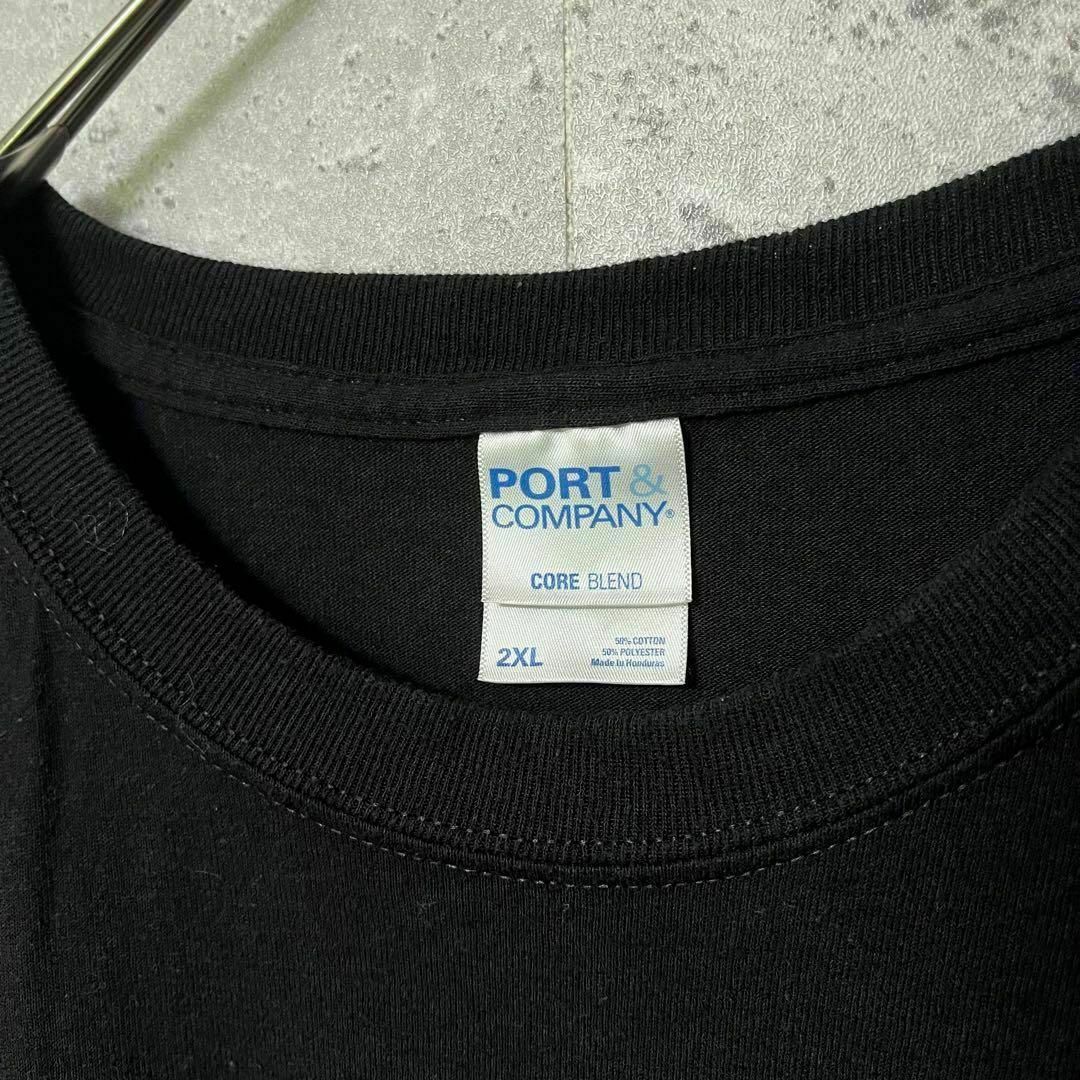 PORT &
COMPANY®
CORE BLEND
2XL
50% COTTON
50% POLYESTER
Made in Honduras